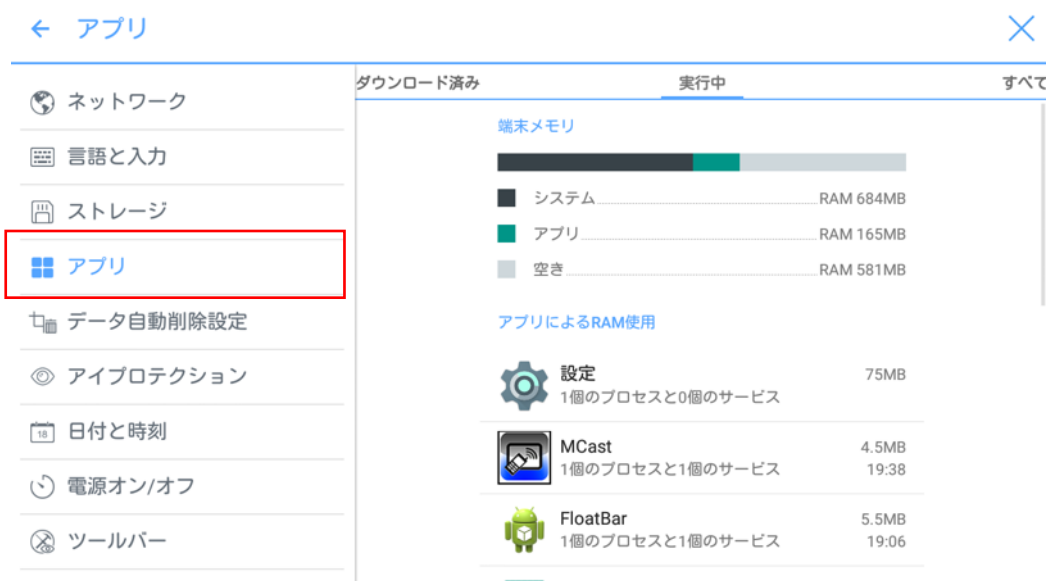 アプリ
ネットワーク
言語と入力
ストレージ
アプリ
データ自動削除設定
アイプロテクション
18
日付と時刻
電源オン/オフ
ツールバー
ダウンロード済み 実行中 すべて
端末メモリ
システム RAM 684MB
アプリ RAM 165MB
空き RAM 581MB
アプリによるRAM使用
設定 75MB
1個のプロセスと0個のサービス
MCast 4.5MB
1個のプロセスと1個のサービス 19:38
FloatBar 5.5MB
1個のプロセスと1個のサービス 19:06